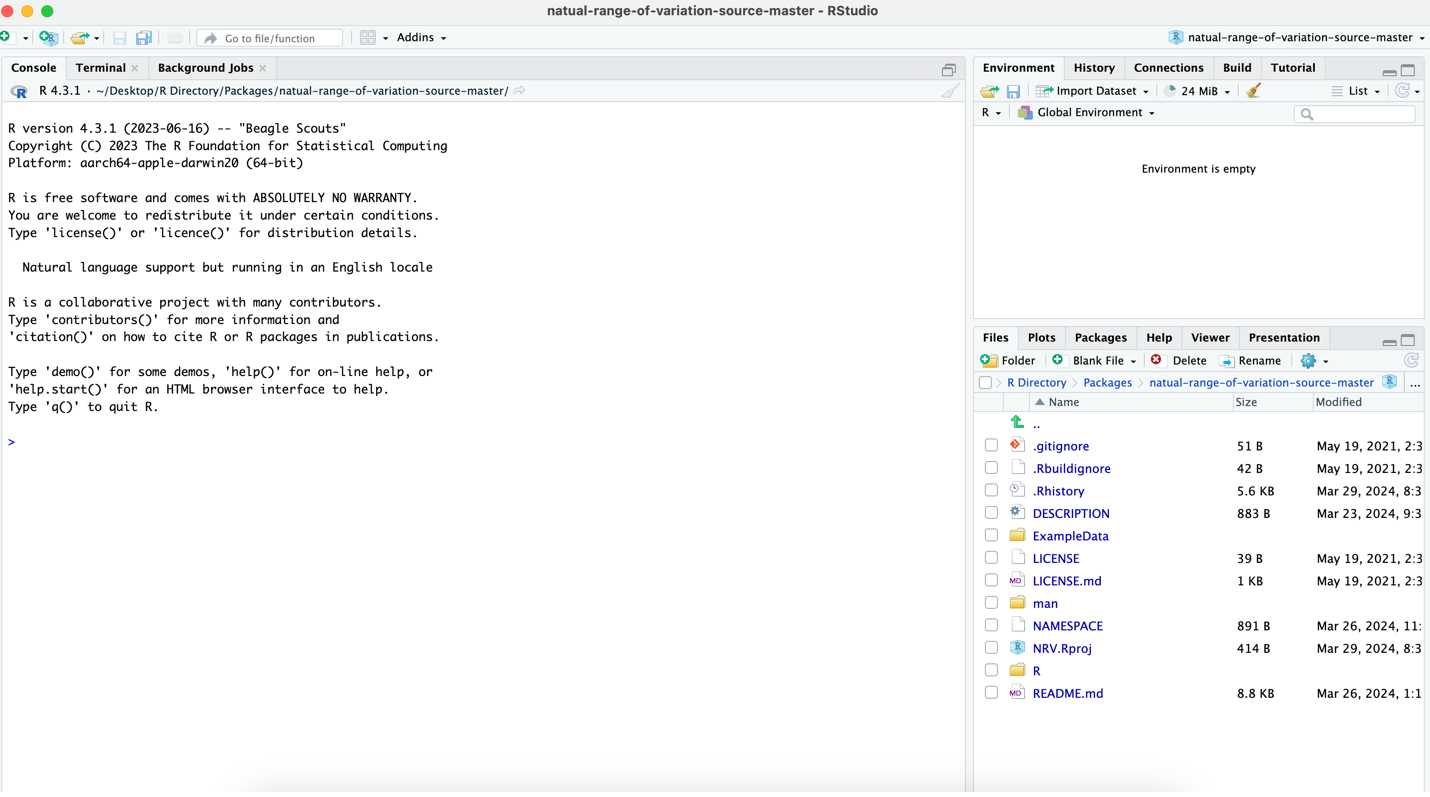 natual-range-of-variation-source-master - RStudio
Go to file/function
Addins
natual-range-of-variation-source-master
Console
Terminal
Background Jobs
R 4.3.1 · ~/Desktop/R Directory/Packages/natual-range-of-variation-source-master/
R version 4.3.1 (2023-06-16) -- "Beagle Scouts"
Copyright (C) 2023 The R Foundation for Statistical Computing
Platform: aarch64-apple-darwin20 (64-bit)
R is free software and comes with ABSOLUTELY NO WARRANTY.
You are welcome to redistribute it under certain conditions.
Type 'license()' or 'licence()' for distribution details.
Natural language support but running in an English locale
R is a collaborative project with many contributors.
Type 'contributors()' for more information and
'citation()' on how to cite R or R packages in publications.
Type 'demo()' for some demos, 'help()' for on-line help, or
'help.start()' for an HTML browser interface to help.
Type 'q()' to quit R.
>
Environment History Connections Build Tutorial
Import Dataset 24 MiB List
R Global Environment
Environment is empty
Files Plots Packages Help Viewer Presentation
Folder Blank File Delete Rename
R Directory Packages natual-range-of-variation-source-master ...
Name Size Modified
..
.gitignore 51 B May 19, 2021, 2:3
.Rbuildignore 42 B May 19, 2021, 2:3
.Rhistory 5.6 KB Mar 29, 2024, 8:3
DESCRIPTION 883 B Mar 23, 2024, 9:3
ExampleData
LICENSE 39 B May 19, 2021, 2:3
MD LICENSE.md 1 KB May 19, 2021, 2:3
man
NAMESPACE 891 B Mar 26, 2024, 11:
R NRV.Rproj 414 B Mar 29, 2024, 8:3
R
MD README.md 8.8 KB Mar 26, 2024, 1:1